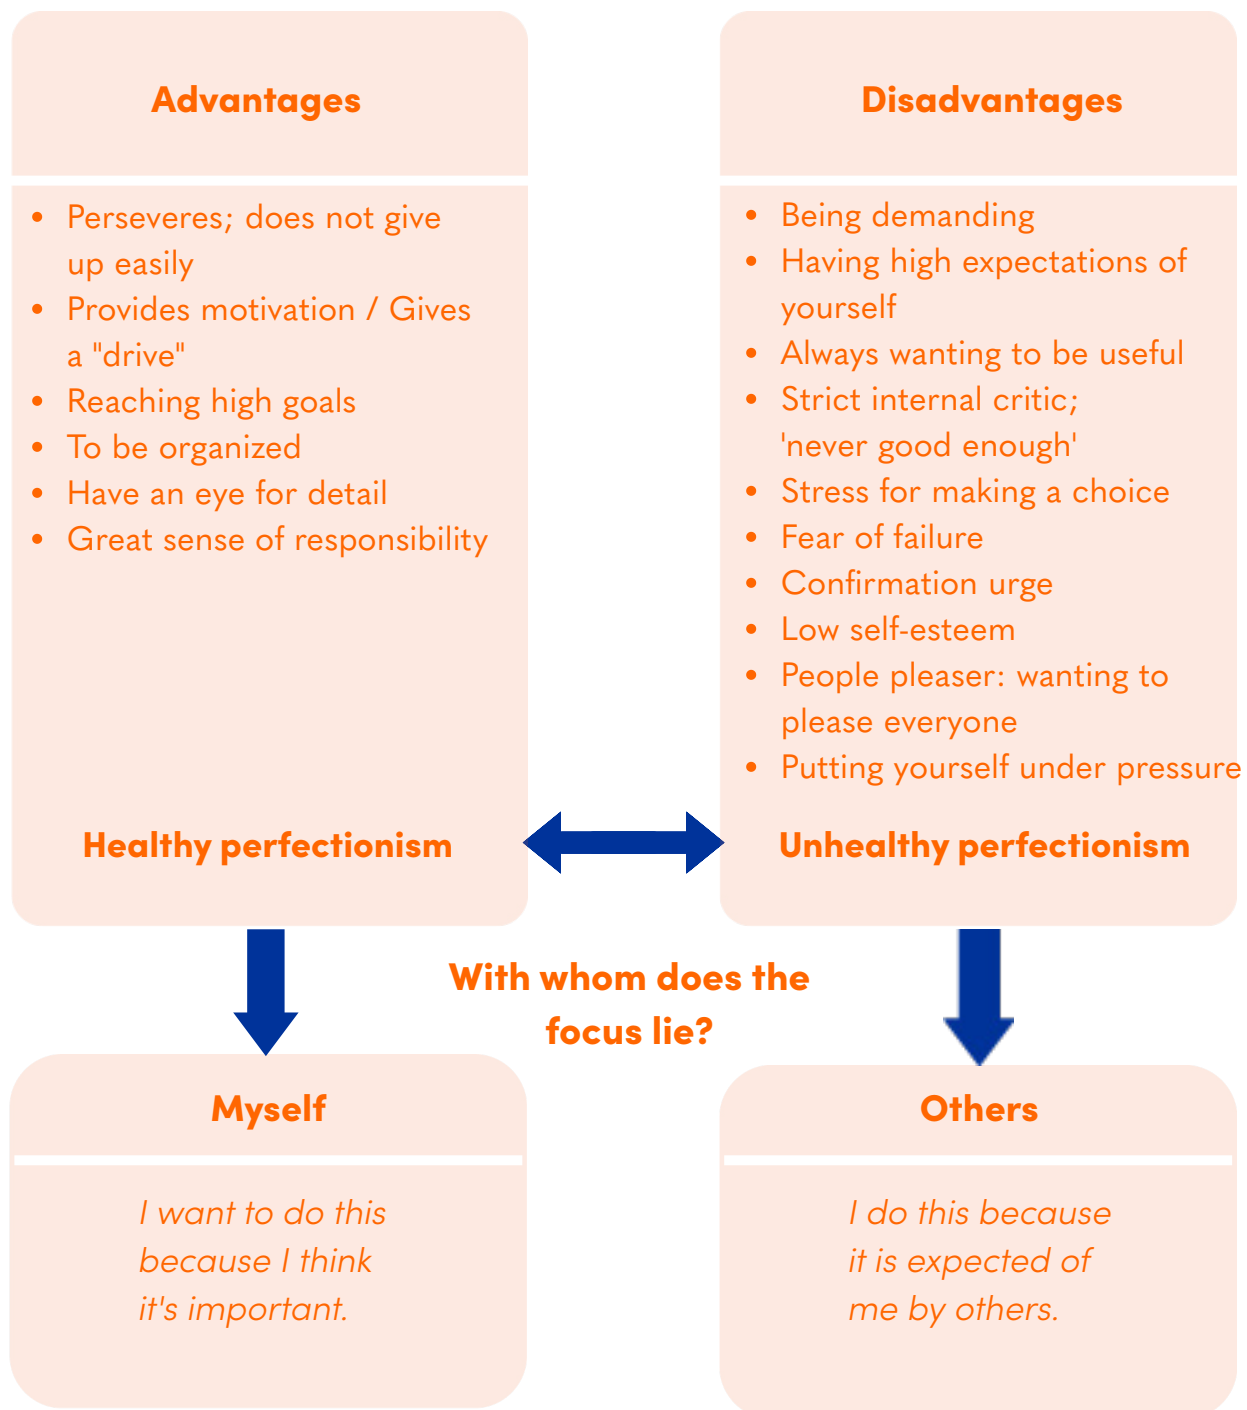 Advantages
Perseveres; does not give
up easily
Provides motivation / Gives
a "drive"
Reaching high goals
To be organized
Have an eye for detail
Great sense of responsibility
Healthy perfectionism
Disadvantages
Being demanding
Having high expectations of
yourself
Always wanting to be useful
Strict internal critic;
'never good enough'
Stress for making a choice
Fear of failure
Confirmation urge
Low self-esteem
People pleaser: wanting to
please everyone
Putting yourself under pressure
Unhealthy perfectionism
With whom does the
focus lie?
Myself
I want to do this
because I think
it's important.
Others
I do this because
it is expected of
me by others.